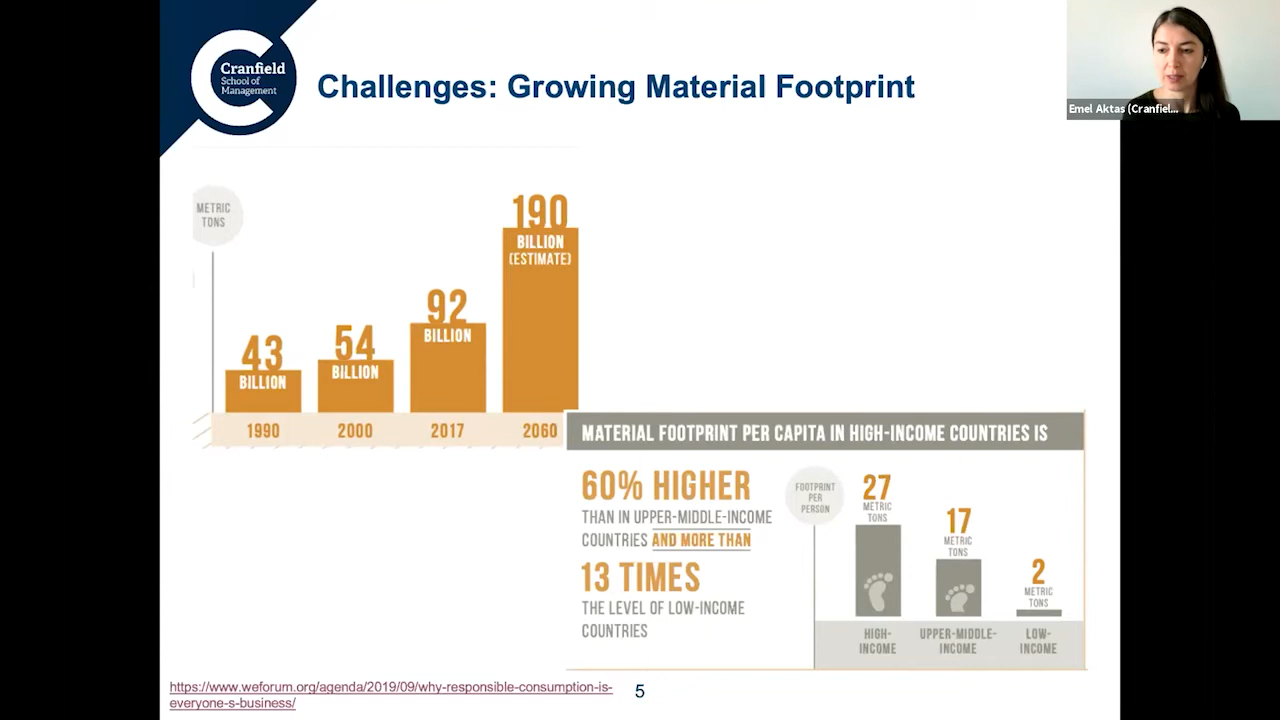 Cranfield
School of
Management
Challenges: Growing Material Footprint
Emel Aktas (Cranfiel...
METRIC
TONS
43
BILLION
54
BILLION
92
BILLION
190
BILLION
(ESTIMATE)
1990
2000
2017
2060
MATERIAL FOOTPRINT PER CAPITA IN HIGH-INCOME COUNTRIES IS
60% HIGHER
THAN IN UPPER-MIDDLE-INCOME
COUNTRIES AND MORE THAN
13 TIMES
THE LEVEL OF LOW-INCOME
COUNTRIES
FOOTPRINT
PER
PERSON
27
METRIC
TONS
17
METRIC
TONS
2
METRIC
TONS
HIGH-
INCOME
UPPER-MIDDLE-
INCOME
LOW-
INCOME
https://www.weforum.org/agenda/2019/09/why-responsible-consumption-is-
everyone-s-business/
5